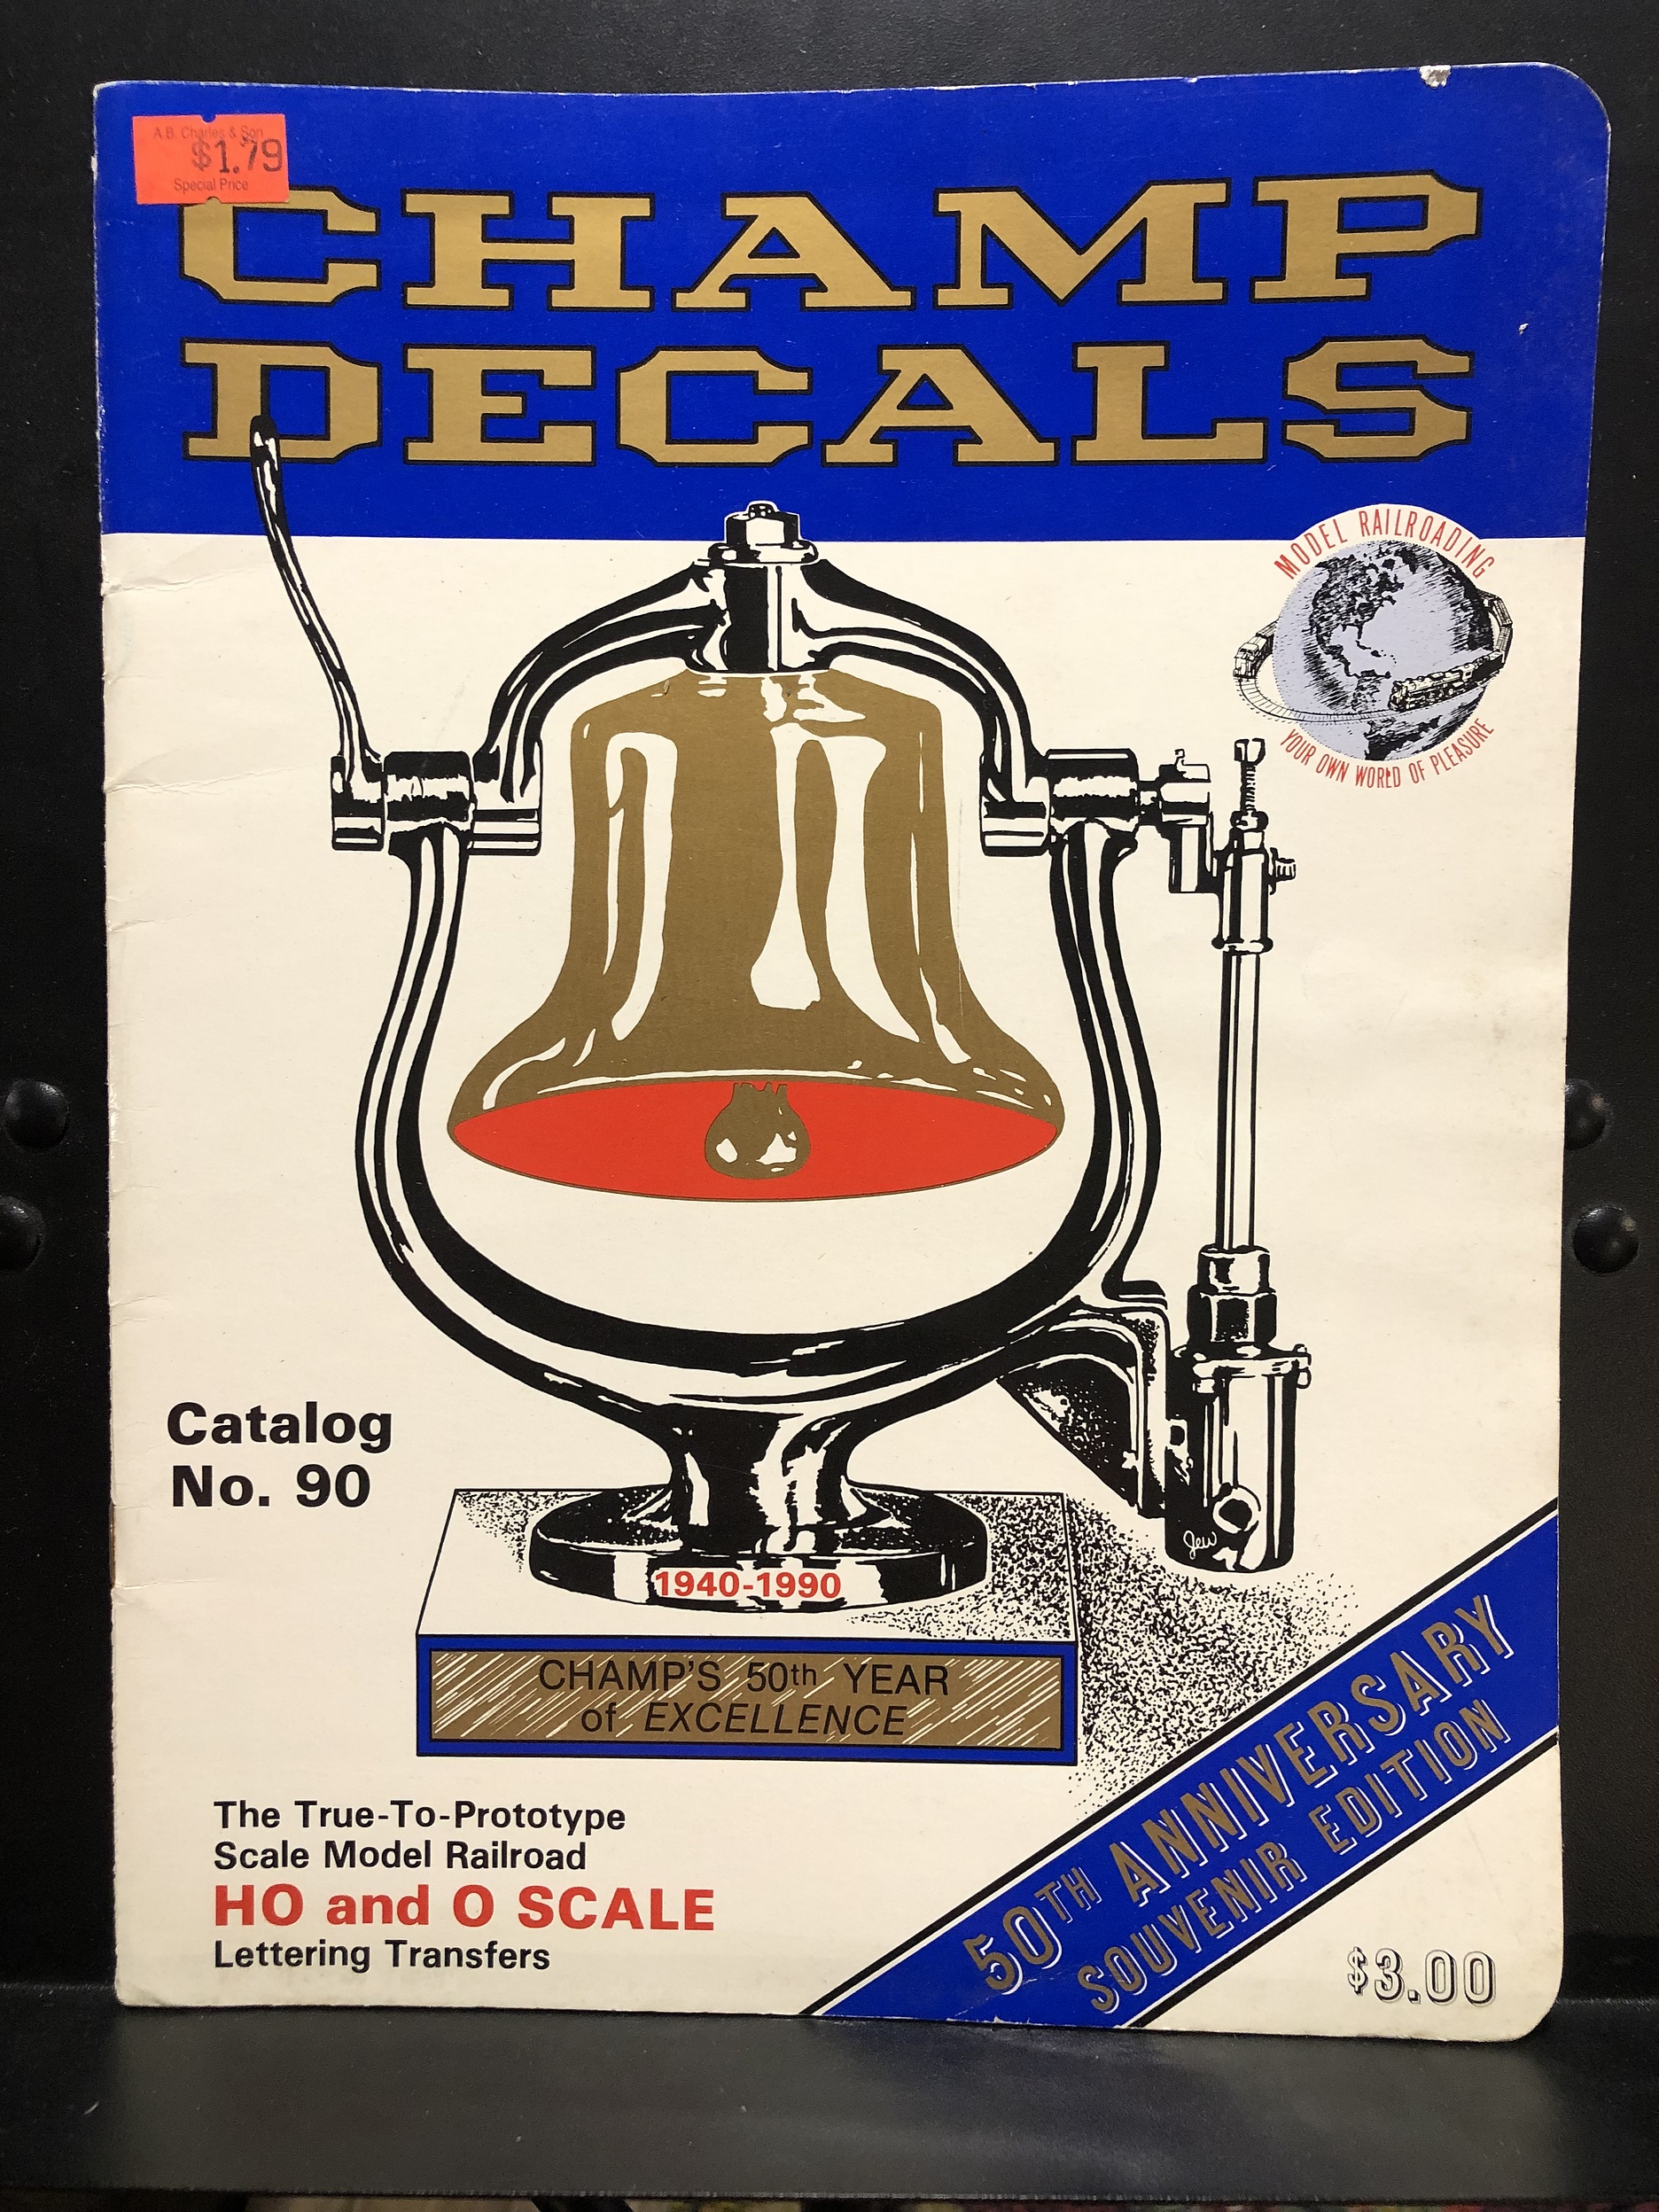 A.B. Charles & Son
$1.79
Special Price
CHAMP
DECALS
MODEL RAILROADING
YOUR OWN WORLD OF PLEASURE
Catalog
No. 90
Jew
1940-1990
CHAMP'S 50th YEAR
of EXCELLENCE
The True-To-Prototype
Scale Model Railroad
HO and O SCALE
Lettering Transfers
50TH ANNIVERSARY
SOUVENIR EDITION
$3.00